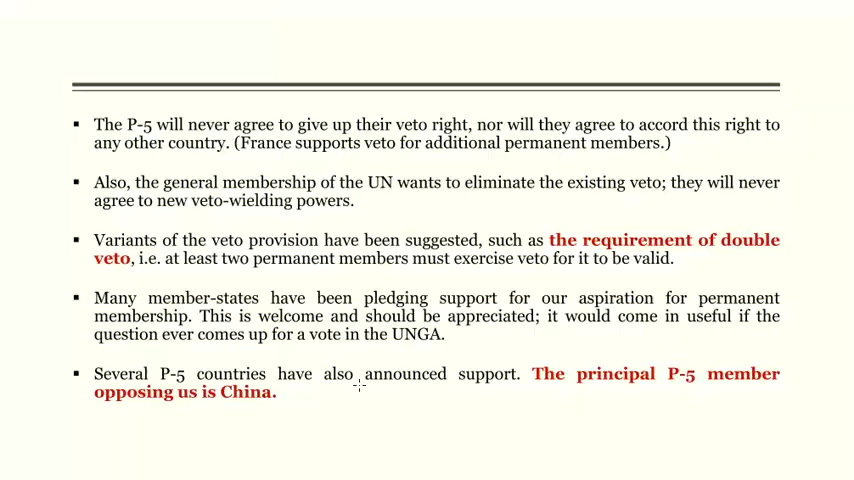 ▪ The P-5 will never agree to give up their veto right, nor will they agree to accord this right to
any other country. (France supports veto for additional permanent members.)
▪ Also, the general membership of the UN wants to eliminate the existing veto; they will never
agree to new veto-wielding powers.
▪ Variants of the veto provision have been suggested, such as the requirement of double
veto, i.e. at least two permanent members must exercise veto for it to be valid.
▪ Many member-states have been pledging support for our aspiration for permanent
membership. This is welcome and should be appreciated; it would come in useful if the
question ever comes up for a vote in the UNGA.
▪ Several P-5 countries have also announced support. The principal P-5 member
opposing us is China.